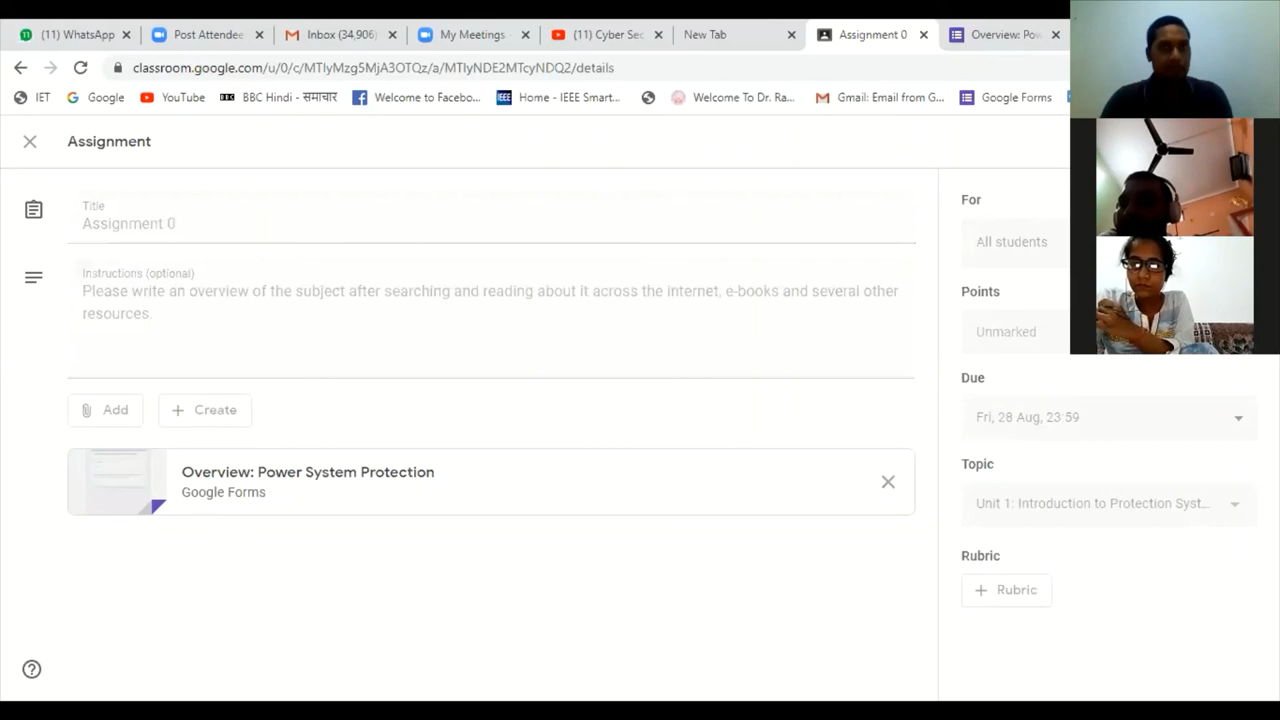 (11) WhatsApp
Post Attendee
Inbox (34,906)
My Meetings
(11) Cyber Sec
New Tab
Assignment 0
Overview: Pow
classroom.google.com/u/0/c/MTIyMzg5MjA3OTQz/a/MTIyNDE2MTcyNDQ2/details
IET
Google
YouTube
BBC Hindi - समाचार
Welcome to Facebo...
Home - IEEE Smart...
Welcome To Dr. Ra...
Gmail: Email from G...
Google Forms
Assignment
Title
Assignment 0
Instructions (optional)
Please write an overview of the subject after searching and reading about it across the internet, e-books and several other
resources.
Add
Create
Overview: Power System Protection
Google Forms
For
All students
Points
Unmarked
Due
Fri, 28 Aug, 23:59
Topic
Unit 1: Introduction to Protection Syst...
Rubric
Rubric